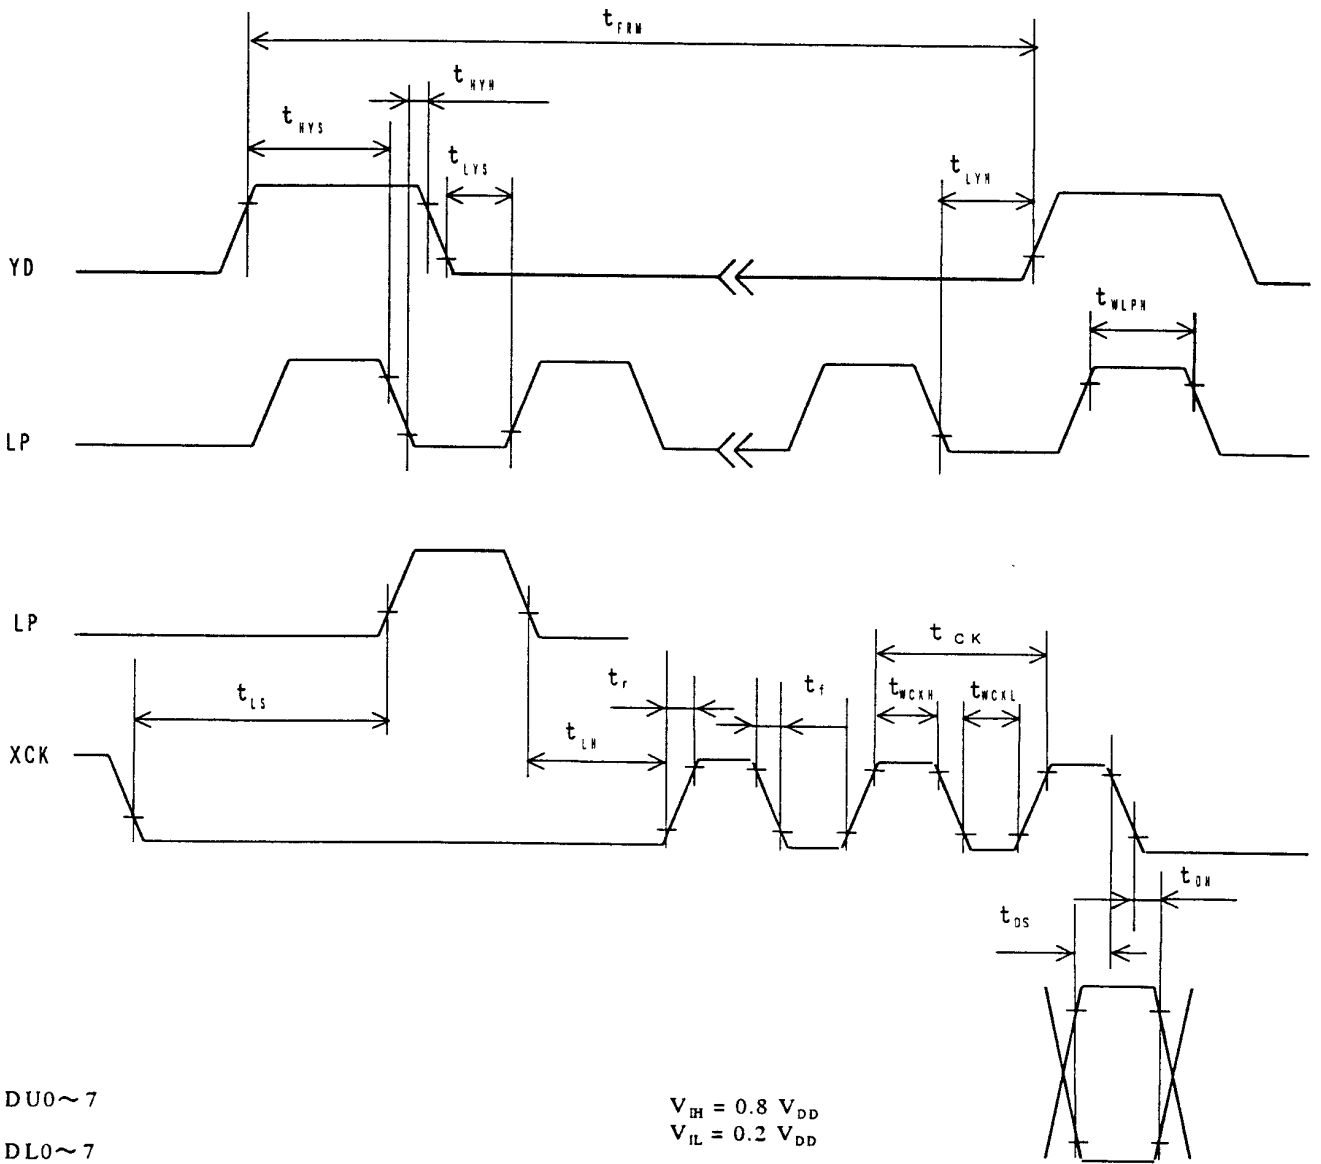 tFRM
tHYH
tHYS
tLYS
tLYH
YD
tWLPH
LP
LP
tCK
tr
tf
tWCKH
tWCKL
tLS
tLH
XCK
tDH
tDS
DU0~7
VIH = 0.8 VDD
VIL = 0.2 VDD
DL0~7